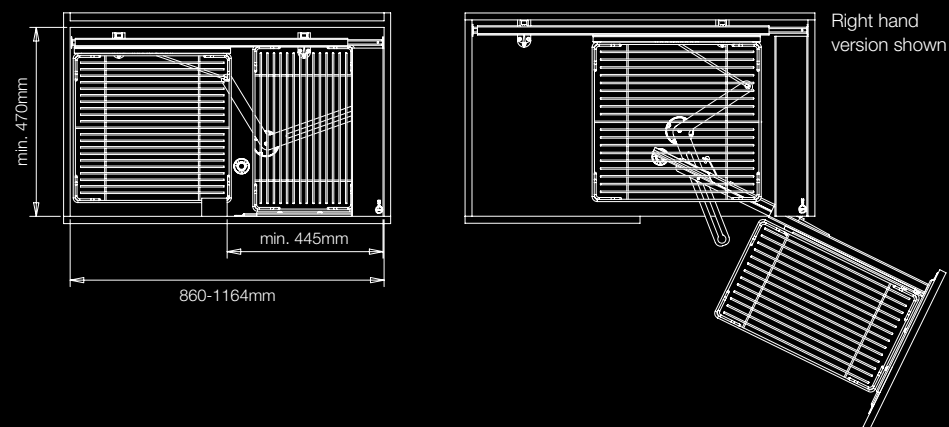 min. 470mm
min. 445mm
860-1164mm
Right hand
version shown